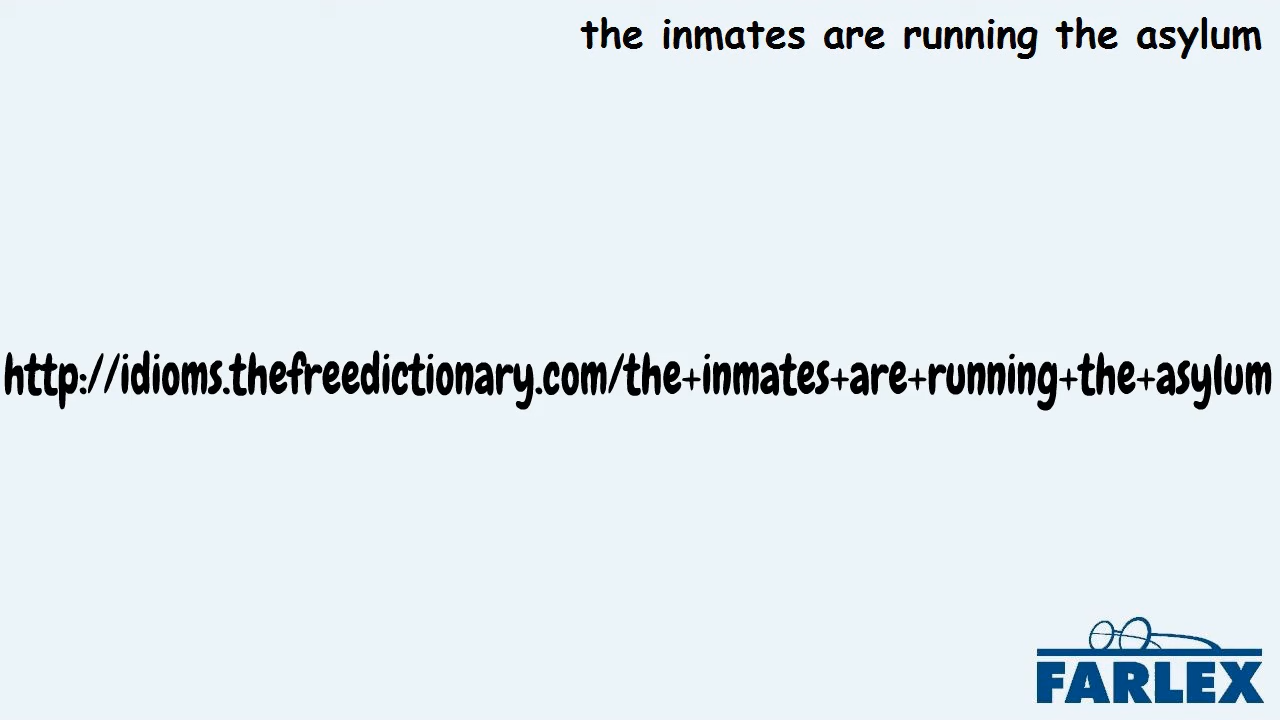 the inmates are running the asylum
http://idioms.thefreedictionary.com/the+inmates+are+running+the+asylum
FARLEX